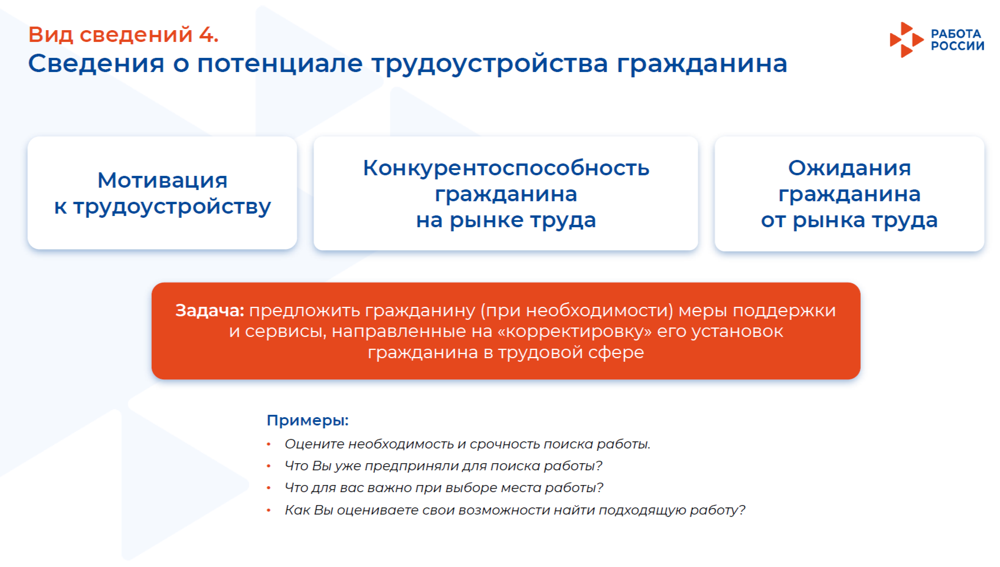 Вид сведений 4.
Сведения о потенциале трудоустройства гражданина
РАБОТА
РОССИИ
Мотивация
к трудоустройству
Конкурентоспособность
гражданина
на рынке труда
Ожидания
гражданина
от рынка труда
Задача: предложить гражданину (при необходимости) меры поддержки
и сервисы, направленные на «корректировку» его установок
гражданина в трудовой сфере
Примеры:
• Оцените необходимость и срочность поиска работы.
• Что Вы уже предприняли для поиска работы?
• Что для вас важно при выборе места работы?
• Как Вы оцениваете свои возможности найти подходящую работу?